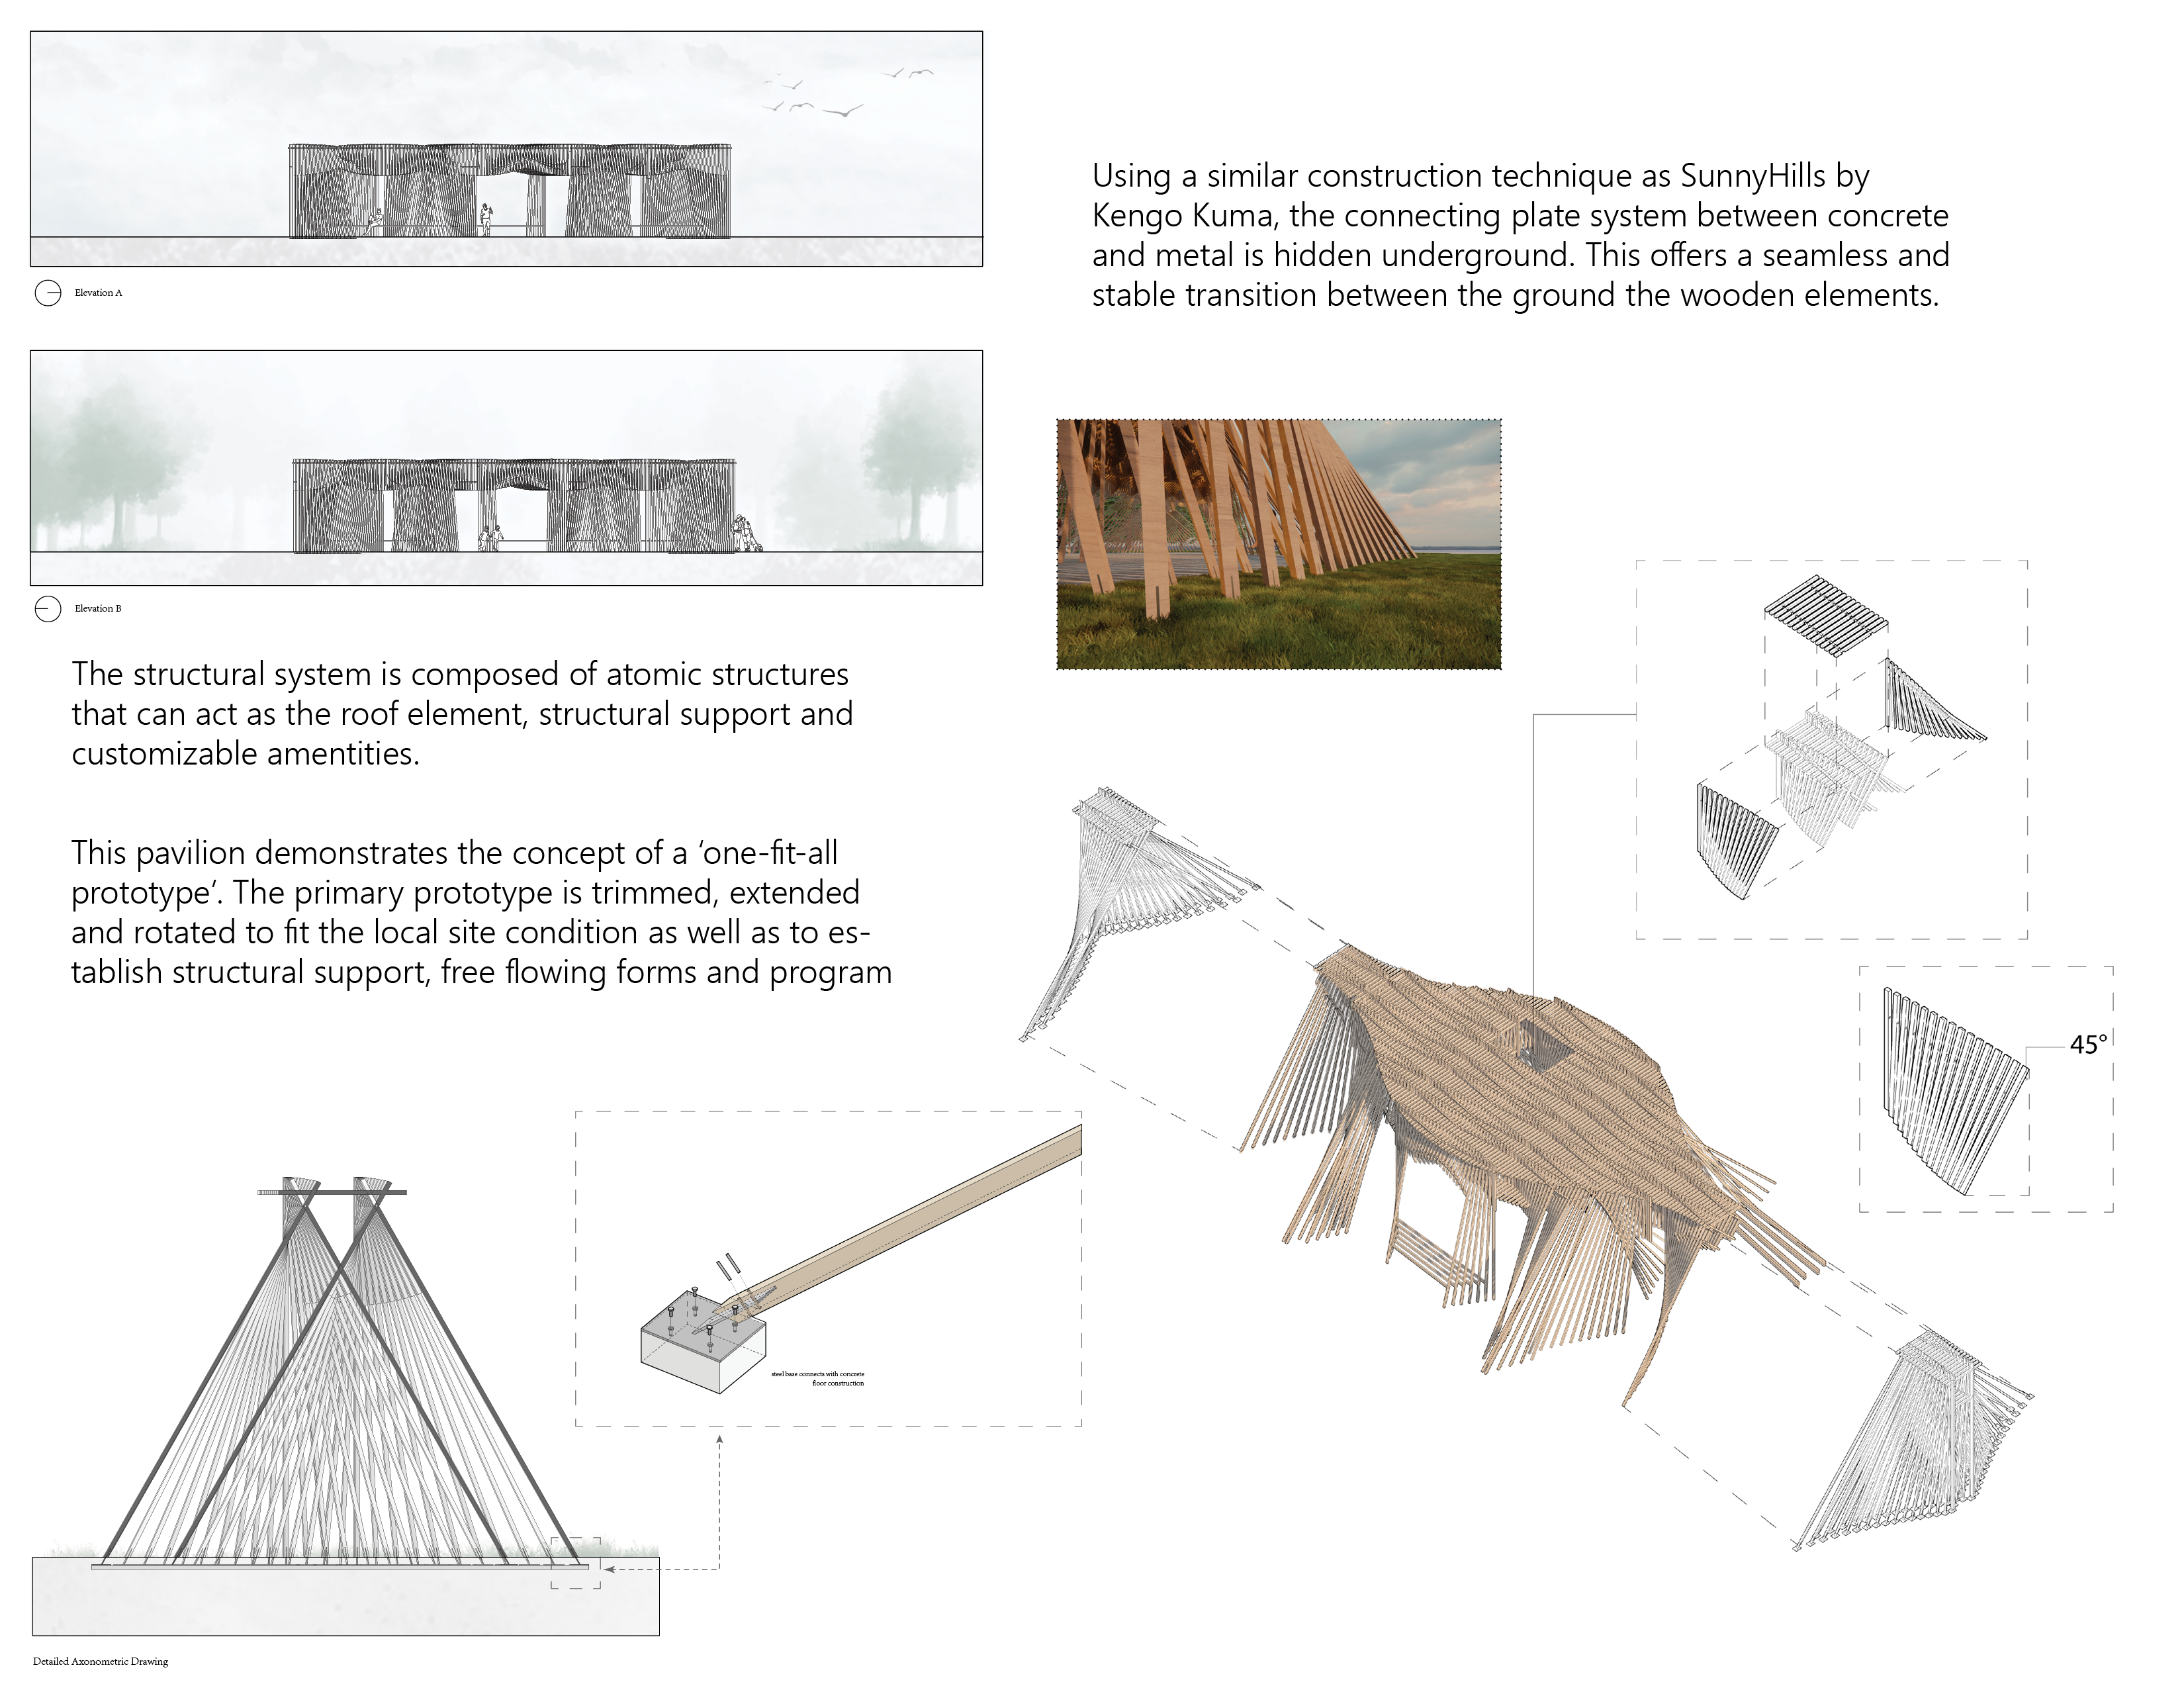 Elevation A
Elevation B
The structural system is composed of atomic structures
that can act as the roof element, structural support and
customizable amentities.
This pavilion demonstrates the concept of a ‘one-fit-all
prototype’. The primary prototype is trimmed, extended
and rotated to fit the local site condition as well as to es-
tablish structural support, free flowing forms and program
Using a similar construction technique as SunnyHills by
Kengo Kuma, the connecting plate system between concrete
and metal is hidden underground. This offers a seamless and
stable transition between the ground the wooden elements.
45°
steel base connects with concrete
floor construction
Detailed Axonometric Drawing